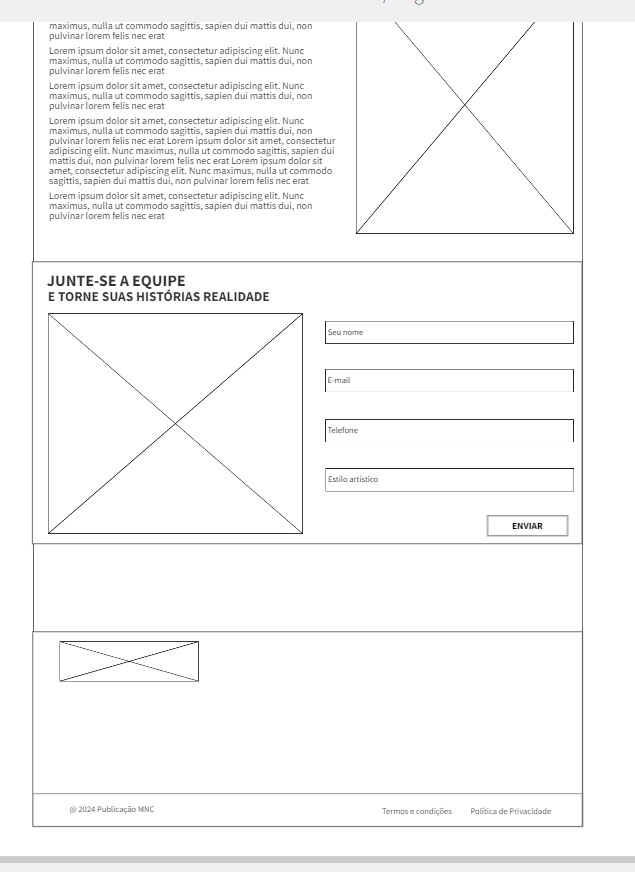 maximus, nulla ut commodo sagittis, sapien dui mattis dui, non
pulvinar lorem felis nec erat
Lorem ipsum dolor sit amet, consectetur adipiscing elit. Nunc
maximus, nulla ut commodo sagittis, sapien dui mattis dui, non
pulvinar lorem felis nec erat
Lorem ipsum dolor sit amet, consectetur adipiscing elit. Nunc
maximus, nulla ut commodo sagittis, sapien dui mattis dui, non
pulvinar lorem felis nec erat
Lorem ipsum dolor sit amet, consectetur adipiscing elit. Nunc
maximus, nulla ut commodo sagittis, sapien dui mattis dui, non
pulvinar lorem felis nec erat Lorem ipsum dolor sit amet, consectetur
adipiscing elit. Nunc maximus, nulla ut commodo sagittis, sapien dui
mattis dui, non pulvinar lorem felis nec erat Lorem ipsum dolor sit
amet, consectetur adipiscing elit. Nunc maximus, nulla ut commodo
sagittis, sapien dui mattis dui, non pulvinar lorem felis nec erat
Lorem ipsum dolor sit amet, consectetur adipiscing elit. Nunc
maximus, nulla ut commodo sagittis, sapien dui mattis dui, non
pulvinar lorem felis nec erat
JUNTE-SE A EQUIPE
E TORNE SUAS HISTÓRIAS REALIDADE
Seu nome
E-mail
Telefone
Estilo artístico
ENVIAR
@ 2024 Publicação MNC
Termos e condições
Política de Privacidade